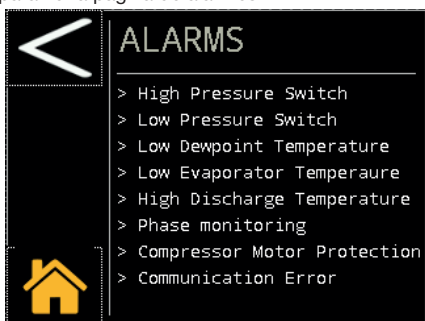 ALARMS
> High Pressure Switch
> Low Pressure Switch
> Low Dewpoint Temperature
> Low Evaporator Temperaure
> High Discharge Temperature
> Phase monitoring
> Compressor Motor Protection
> Communication Error